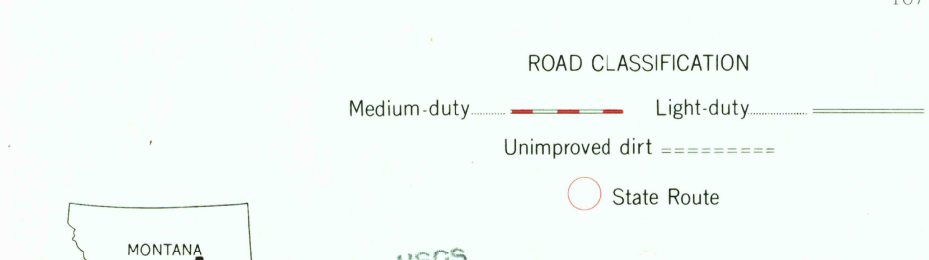 ROAD CLASSIFICATION
Medium-duty......... Light-duty...............
Unimproved dirt
State Route
MONTANA
USGS